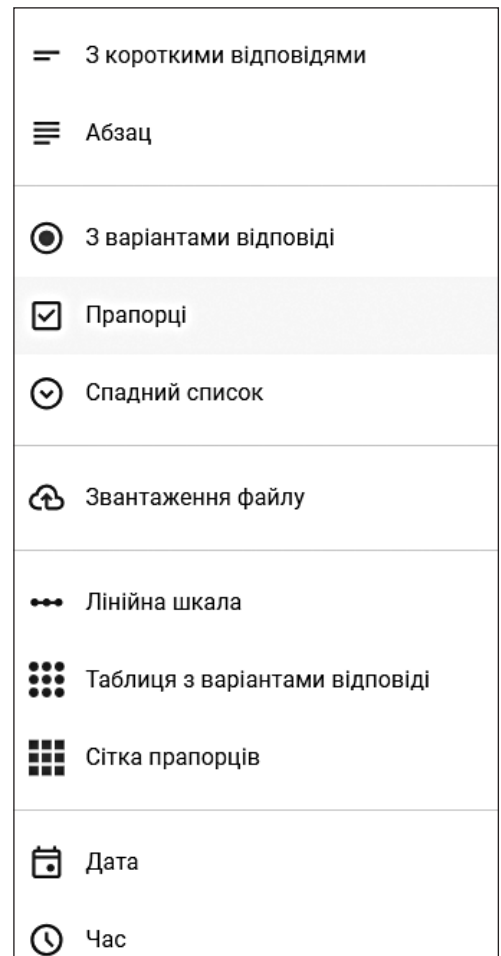 З короткими відповідями
Абзац
З варіантами відповіді
Прапорці
Спадний список
Звантаження файлу
Лінійна шкала
Таблиця з варіантами відповіді
Сітка прапорців
Дата
Час